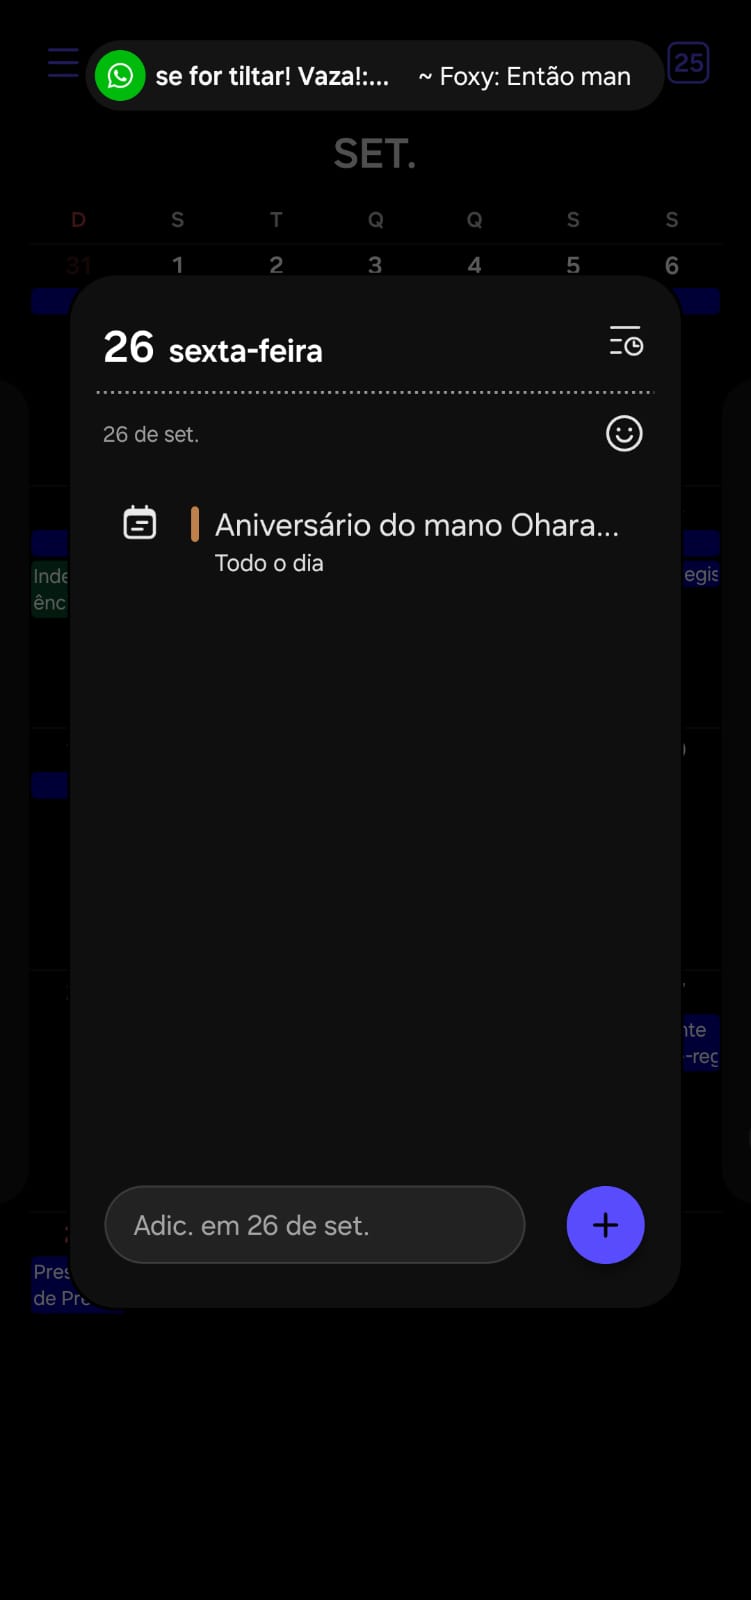 se for tiltar! Vaza!:... ~ Foxy: Então man
25
SET.
D S T Q Q S S
31 1 2 3 4 5 6
26 sexta-feira
26 de set.
Aniversário do mano Ohara...
Todo o dia
Inde
ênc
egis
nte
-reg
Adic. em 26 de set.
+
Pres
de Pre